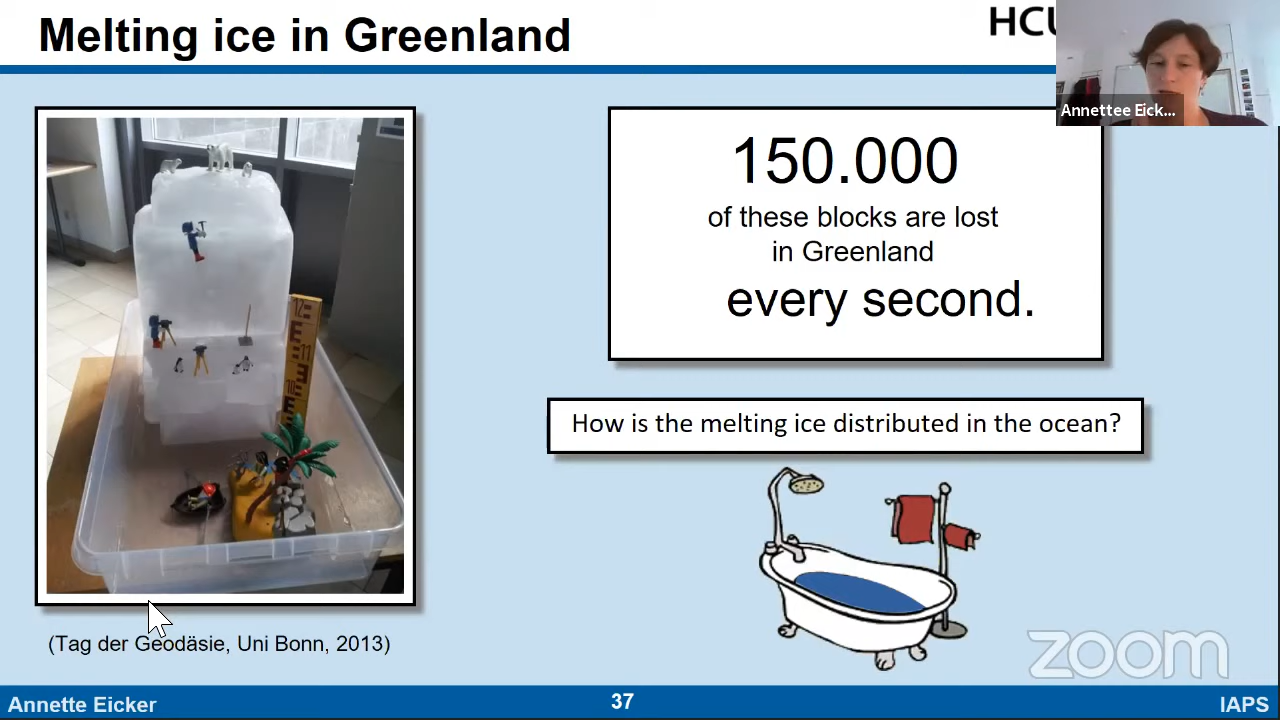 Melting ice in Greenland
HCU
Annettee Eick...
150.000
of these blocks are lost
in Greenland
every second.
How is the melting ice distributed in the ocean?
(Tag der Geodäsie, Uni Bonn, 2013)
zoom
Annette Eicker
37
IAPS